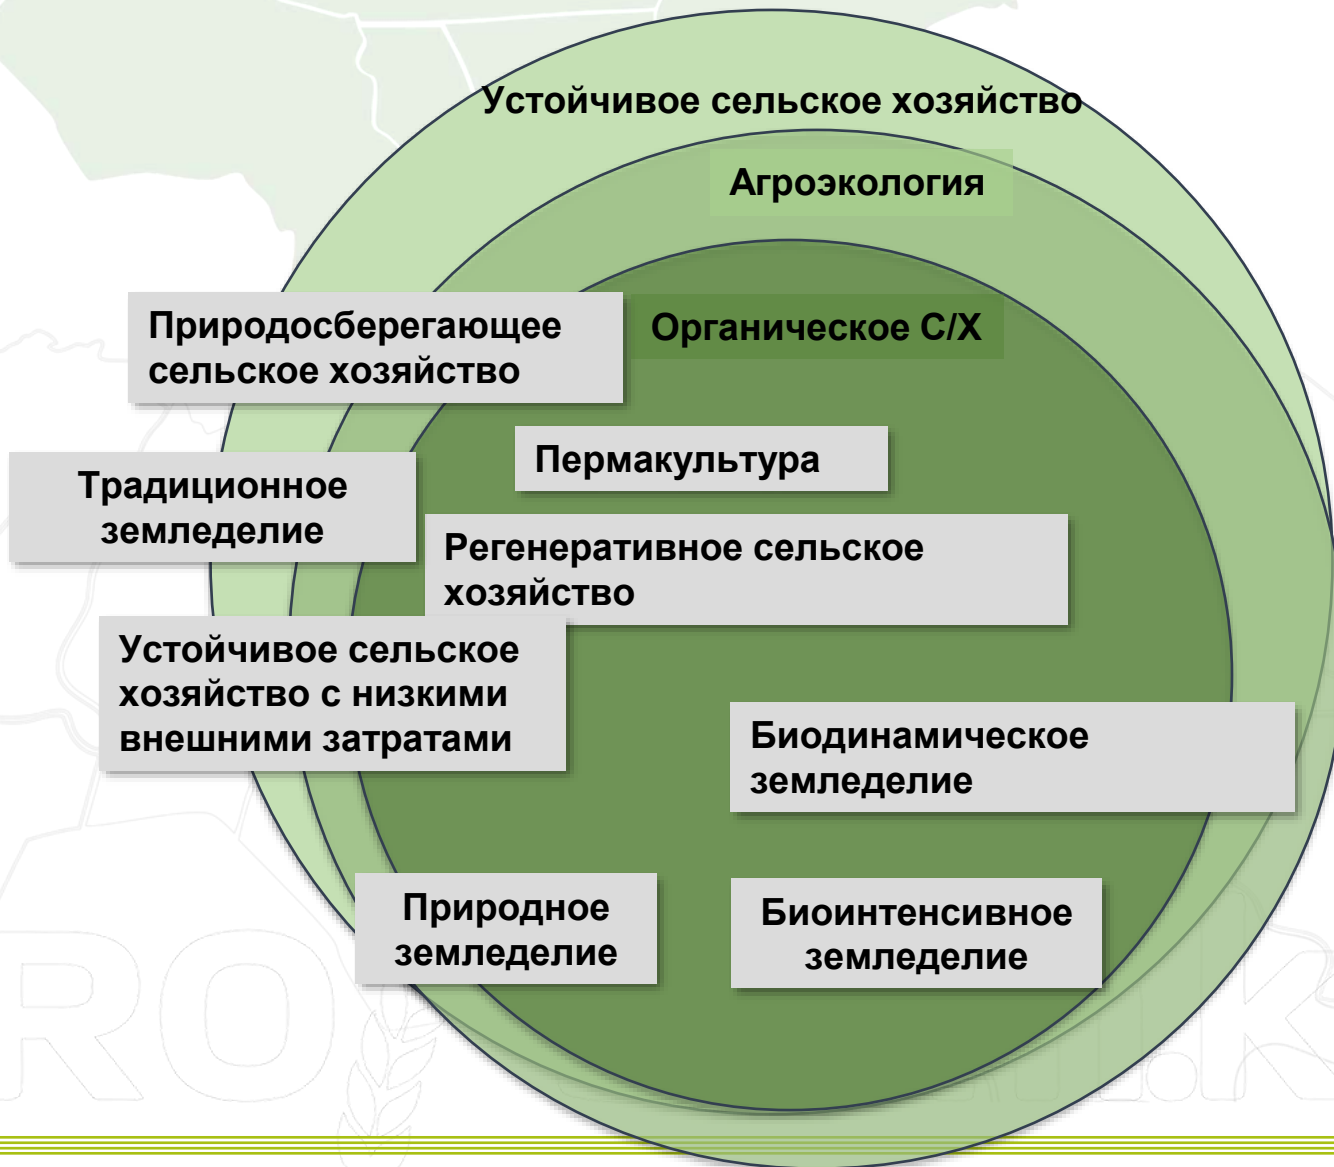 Устойчивое сельское хозяйство
Агроэкология
Природосберегающее
сельское хозяйство
Органическое С/Х
Пермакультура
Традиционное
земледелие
Регенеративное сельское
хозяйство
Устойчивое сельское
хозяйство с низкими
внешними затратами
Биодинамическое
земледелие
Природное
земледелие
Биоинтенсивное
земледелие